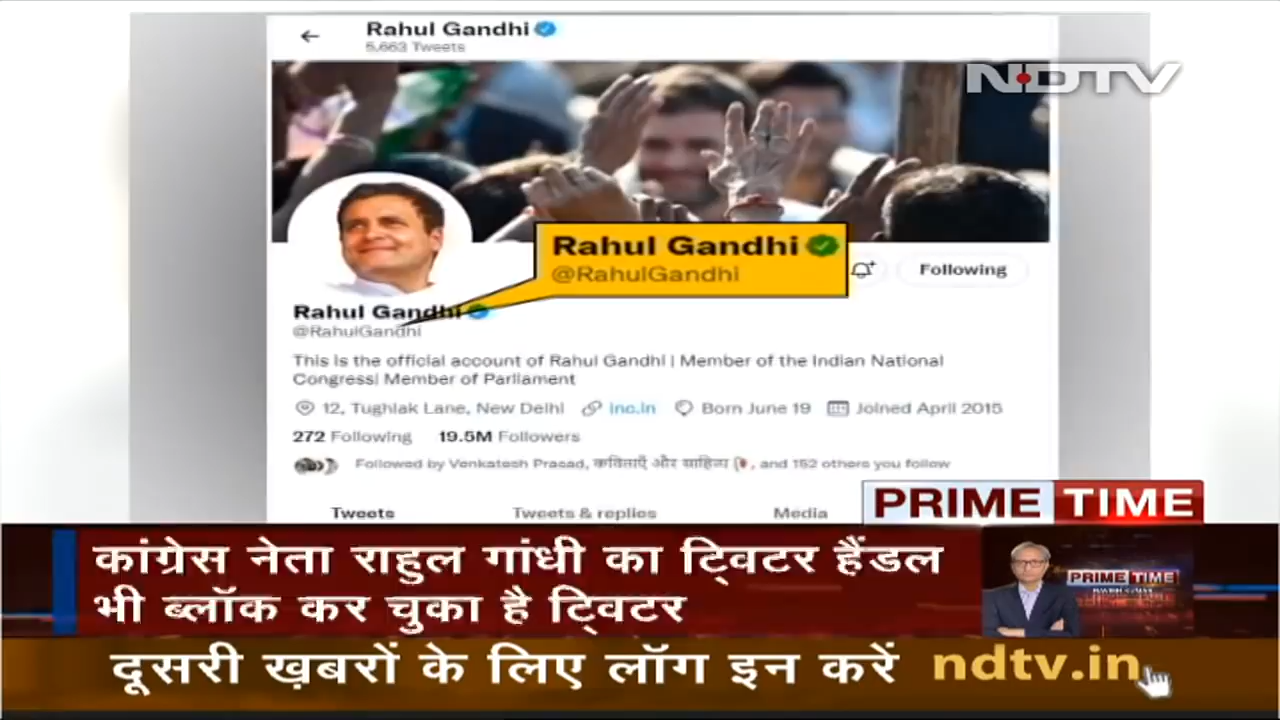 Rahul Gandhi
5,663 Tweets
NDTV
Rahul Gandhi
@RahulGandhi
Following
Rahul Gandhi
@RahulGandhi
This is the official account of Rahul Gandhi | Member of the Indian National
Congress| Member of Parliament
12, Tughlak Lane, New Delhi inc.in Born June 19 Joined April 2015
272 Following 19.5M Followers
Followed by Venkatesh Prasad, कविताएँ और साहित्य, and 152 others you follow
PRIME TIME
Tweets Tweets & replies Media
कांग्रेस नेता राहुल गांधी का ट्विटर हैंडल
भी ब्लॉक कर चुका है ट्विटर
PRIME TIME
दूसरी ख़बरों के लिए लॉग इन करें ndtv.in